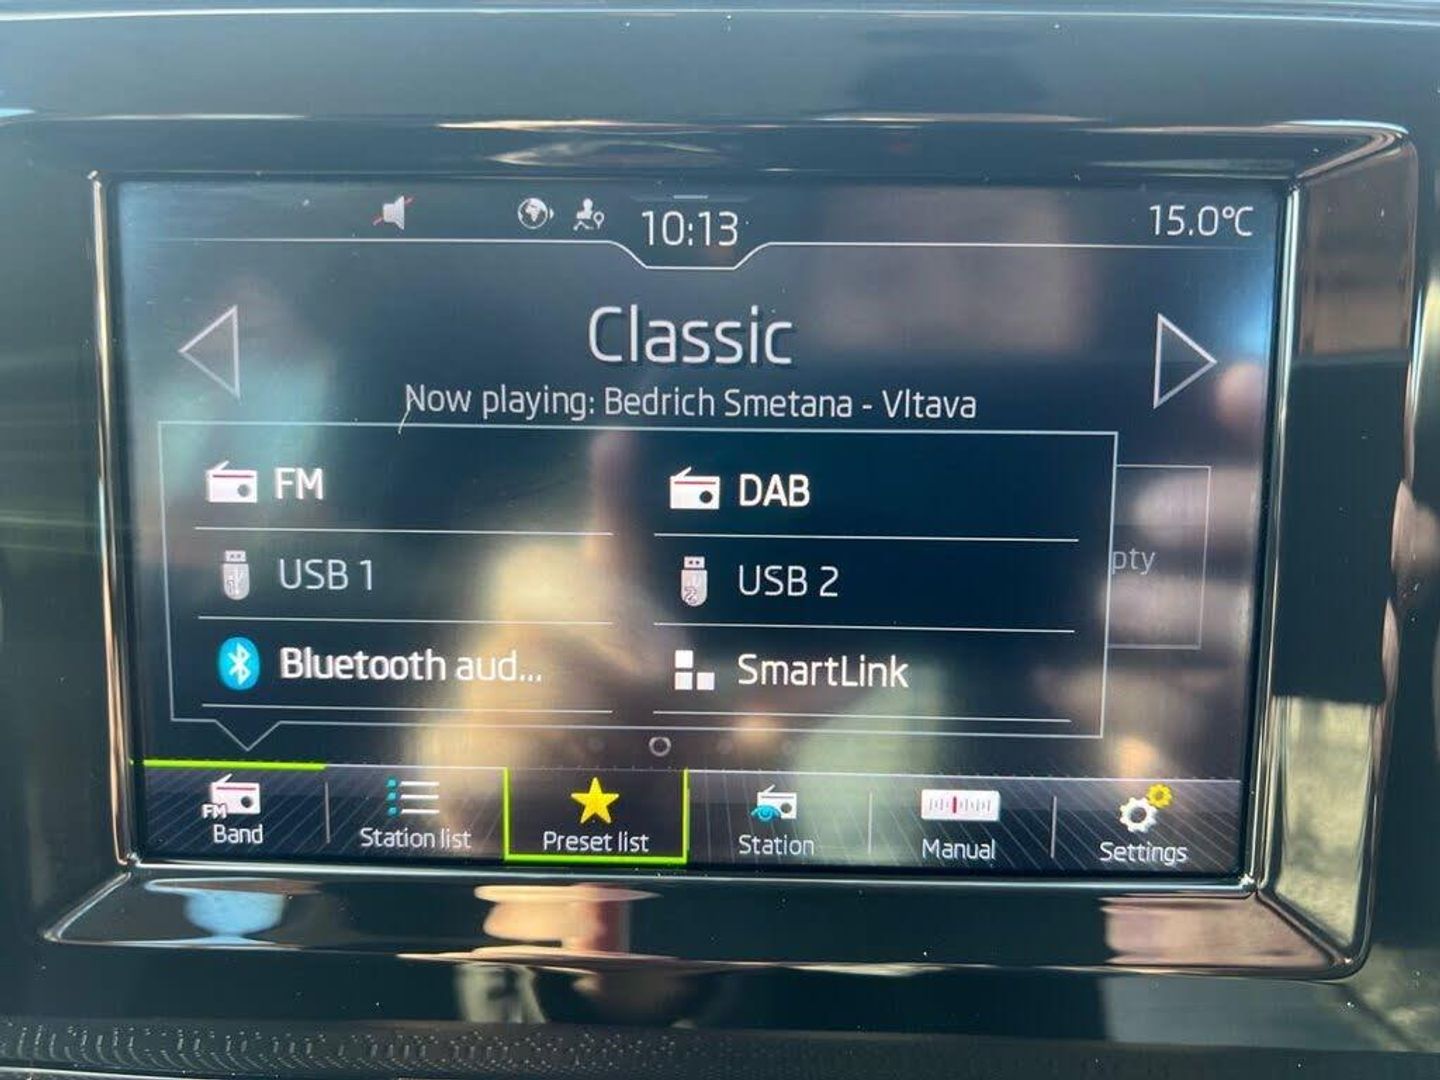 10:13
15.0°C
Classic
Now playing: Bedrich Smetana - Vltava
FM
DAB
USB 1
USB 2
pty
Bluetooth aud...
SmartLink
FM
Band
Station list
Preset list
Station
Manual
Settings